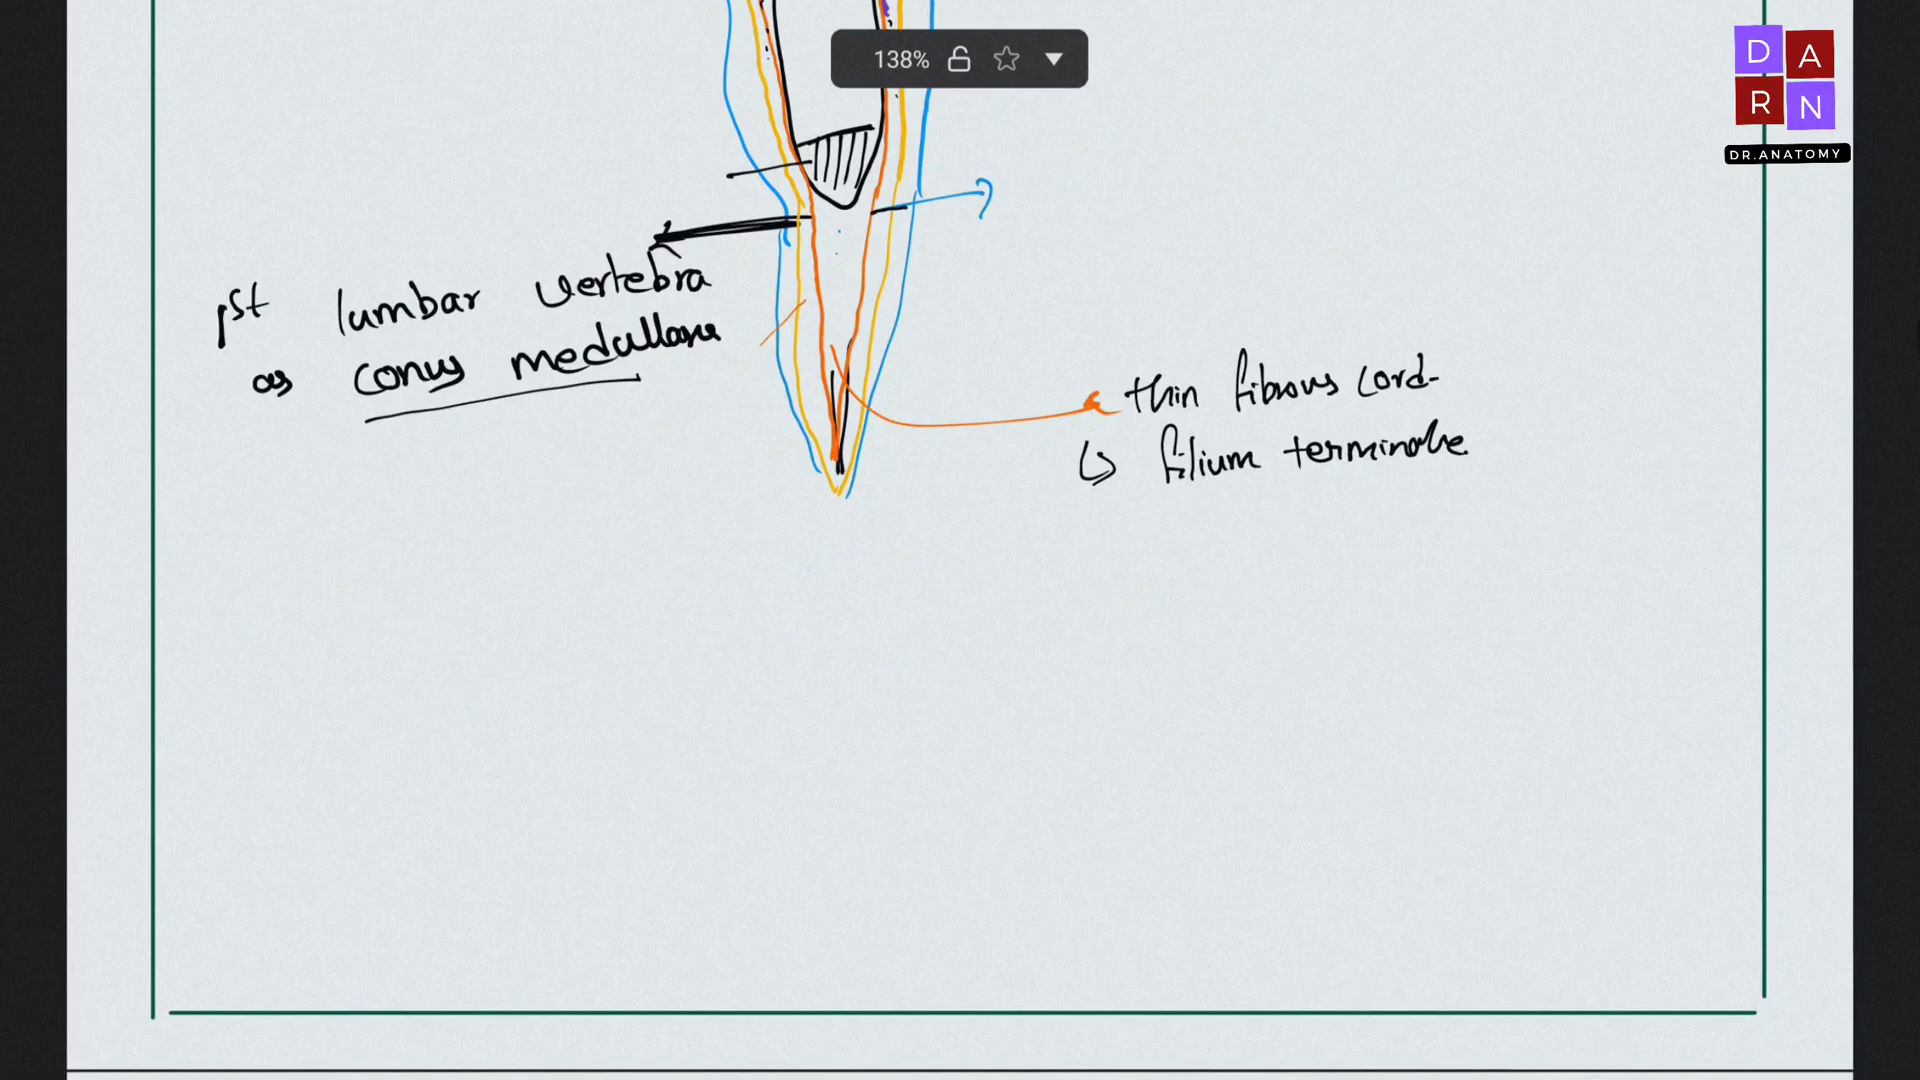 138%
D A
R N
DR.ANATOMY
1st lumbar vertebra
as conus medullaris
thin fibrous cord-
↳ filium terminale